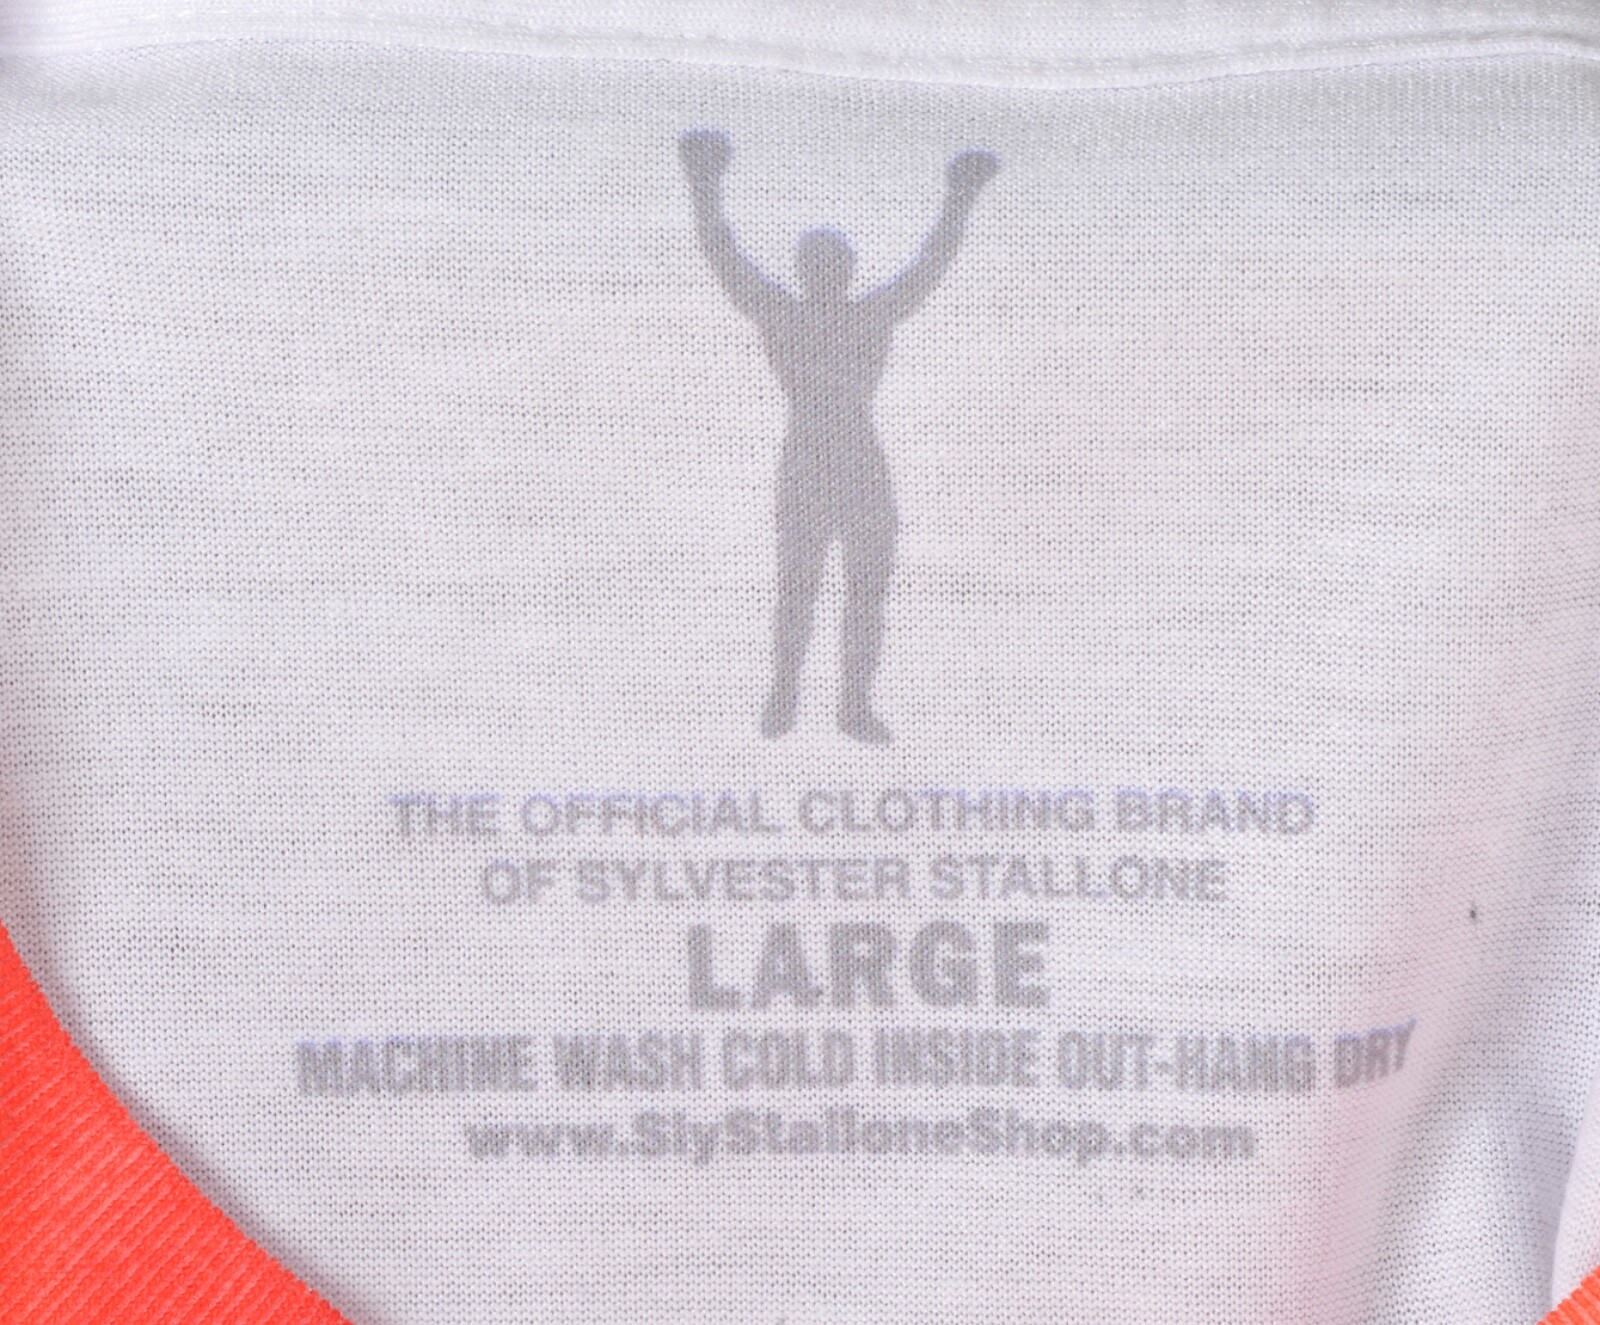 THE OFFICIAL CLOTHING BRAND
OF SYLVESTER STALLONE
LARGE
MACHINE WASH COLD INSIDE OUT-HANG DRY
www.SlyStalloneShop.com